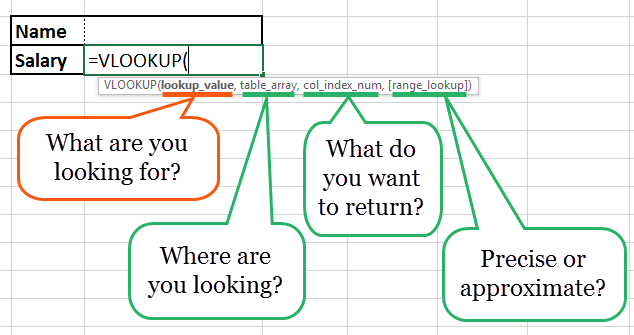 Name
Salary =VLOOKUP(
VLOOKUP(lookup_value, table_array, col_index_num, [range_lookup])
What are you
looking for?
What do
you want
to return?
Where are
you looking?
Precise or
approximate?